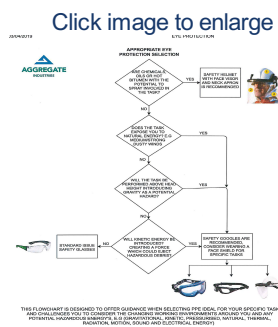 Click image to enlarge
EYE PROTECTION
APPROPRIATE EYE
PROTECTION SELECTION
AGGREGATE
INDUSTRIES
ARE CHEMICALS,
OILS OR HOT
BITUMEN WITH THE
POTENTIAL TO
SPRAY INVOLVED IN
THE TASK?
YES
SAFETY HELMET
WITH FACE VISOR
AND NECK APRON
IS RECOMMENDED
NO
DOES THE TASK
EXPOSE YOU TO
NATURAL ENERGY? E.G
MEDIUM/STRONG
DUSTY WINDS
YES
NO
WILL THE TASK BE
PERFORMED ABOVE HEAD
HEIGHT INTRODUCING
GRAVITY AS A POTENTIAL
HAZARD?
YES
NO
STANDARD ISSUE
SAFETY GLASSES
NO
WILL KINETIC ENERGY BE
INTRODUCED?
CREATING A FORCE
WHICH COULD EJECT
HAZARDOUS DEBRIS?
YES
SAFETY GOGGLES ARE
RECOMMENDED.
CONSIDER WEARING A
FACE SHIELD FOR
SPECIFIC TASKS
THIS FLOWCHART IS DESIGNED TO OFFER GUIDANCE WHEN SELECTING PPE IDEAL FOR YOUR SPECIFIC TASK
AND CHALLENGES YOU TO CONSIDER THE CHANGING WORKING ENVIRONMENTS AROUND YOU AND ANY
POTENTIAL HAZARDOUS ENERGY'S, E.G (GRAVITATIONAL, KINETIC, PRESSURISED, NATURAL, THERMAL,
RADIATION, MOTION, SOUND AND ELECTRICAL ENERGY)